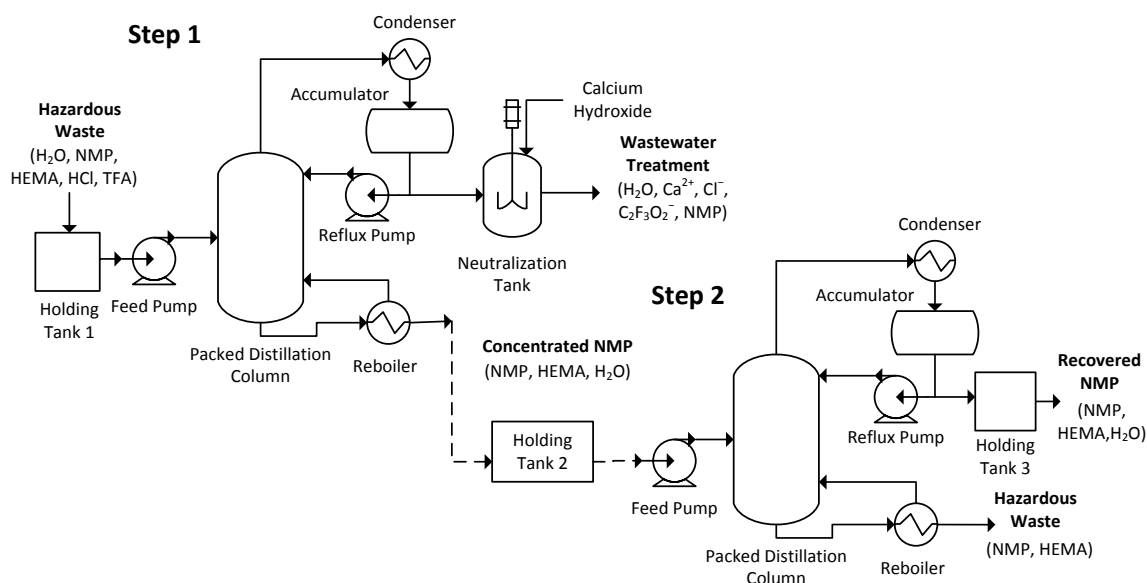 Step 1
Condenser
Accumulator
Calcium
Hydroxide
Hazardous
Waste
(H₂O, NMP,
HEMA, HCl, TFA)
Wastewater
Treatment
(H₂O, Ca²⁺, Cl⁻,
C₂F₃O₂⁻, NMP)
Reflux Pump
Neutralization
Tank
Holding
Tank 1
Feed Pump
Packed Distillation
Column
Reboiler
Step 2
Condenser
Accumulator
Concentrated NMP
(NMP, HEMA, H₂O)
Recovered
NMP
(NMP,
HEMA,H₂O)
Holding
Tank 2
Reflux Pump
Holding
Tank 3
Feed Pump
Hazardous
Waste
(NMP, HEMA)
Packed Distillation
Column
Reboiler